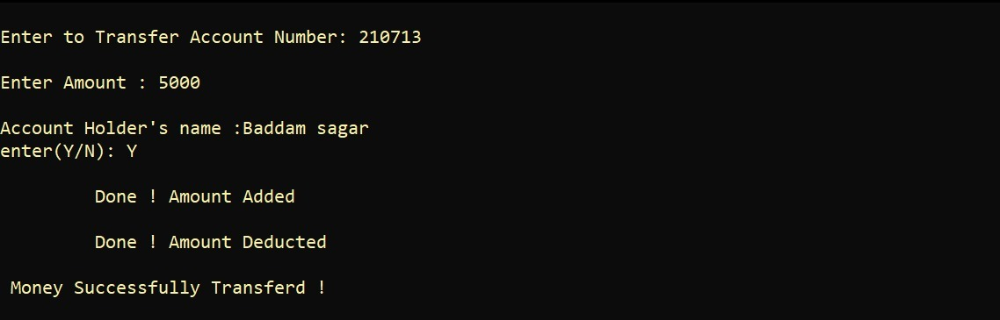 Enter to Transfer Account Number: 210713
Enter Amount : 5000
Account Holder's name :Baddam sagar
enter(Y/N): Y
Done ! Amount Added
Done ! Amount Deducted
Money Successfully Transferd !